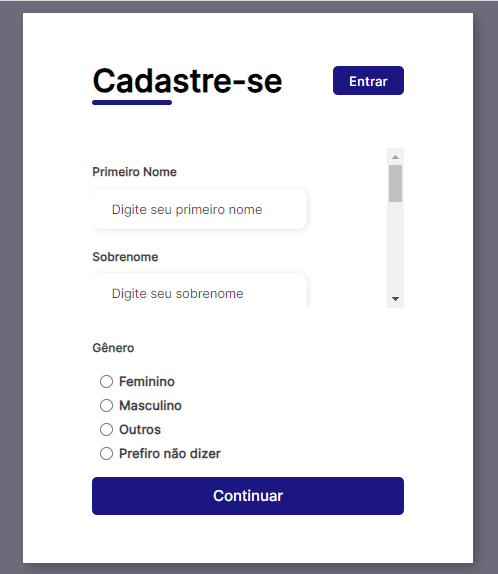 Cadastre-se
Entrar
Primeiro Nome
Digite seu primeiro nome
Sobrenome
Digite seu sobrenome
Gênero
Feminino
Masculino
Outros
Prefiro não dizer
Continuar